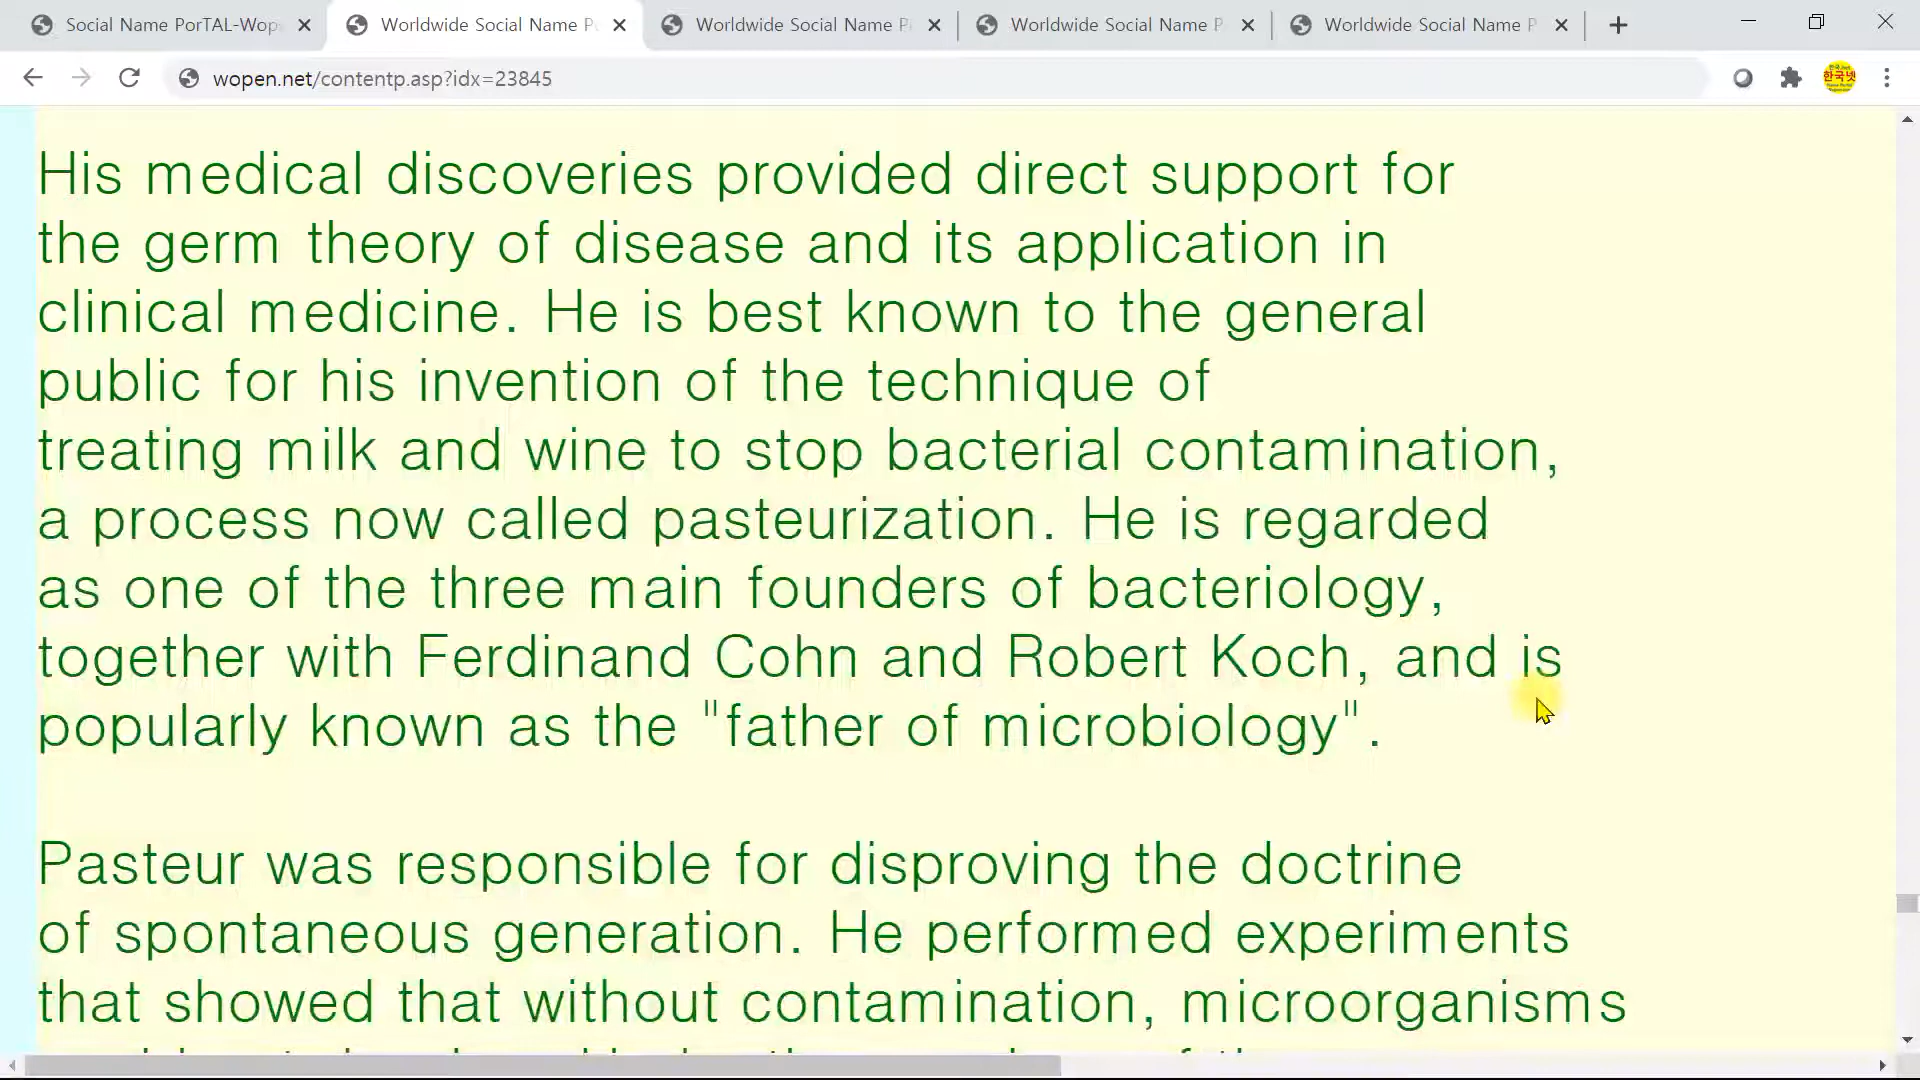 Social Name PorTAL-Wop
Worldwide Social Name P
Worldwide Social Name P
Worldwide Social Name P
Worldwide Social Name P
wopen.net/contentp.asp?idx=23845
한국넷
His medical discoveries provided direct support for
the germ theory of disease and its application in
clinical medicine. He is best known to the general
public for his invention of the technique of
treating milk and wine to stop bacterial contamination,
a process now called pasteurization. He is regarded
as one of the three main founders of bacteriology,
together with Ferdinand Cohn and Robert Koch, and is
popularly known as the "father of microbiology".
Pasteur was responsible for disproving the doctrine
of spontaneous generation. He performed experiments
that showed that without contamination, microorganisms